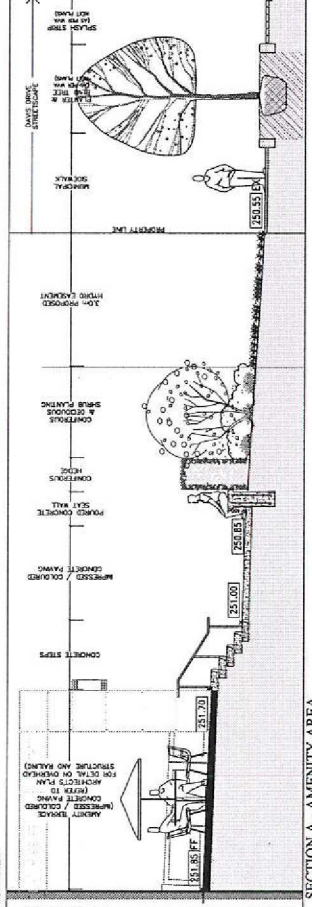 AMENITY TERRACE
(IMPRESSED / COLOURED
CONCRETE PAVING
(REFER TO
ARCHITECT'S PLAN
FOR DETAIL ON OVERHEAD
STRUCTURE AND RAILING)
CONCRETE STEPS
IMPRESSED / COLOURED
CONCRETE PAVING
POURED CONCRETE
SEAT WALL
CONIFEROUS
HEDGE
CONIFEROUS
& DECIDUOUS
SHRUB PLANTING
3.0m PROPOSED
HYDRO EASEMENT
PROPERTY LINE
MUNICIPAL
SIDEWALK
PLANTER &
TREE
(AS PER
NOT PLANS)
SPLASH STRIP
(AS PER
NOT PLANS)
DAVIS DRIVE
STREETSCAPE
251.85 FF
251.70
251.00
250.85
250.55 EX
SECTION A - AMENITY AREA